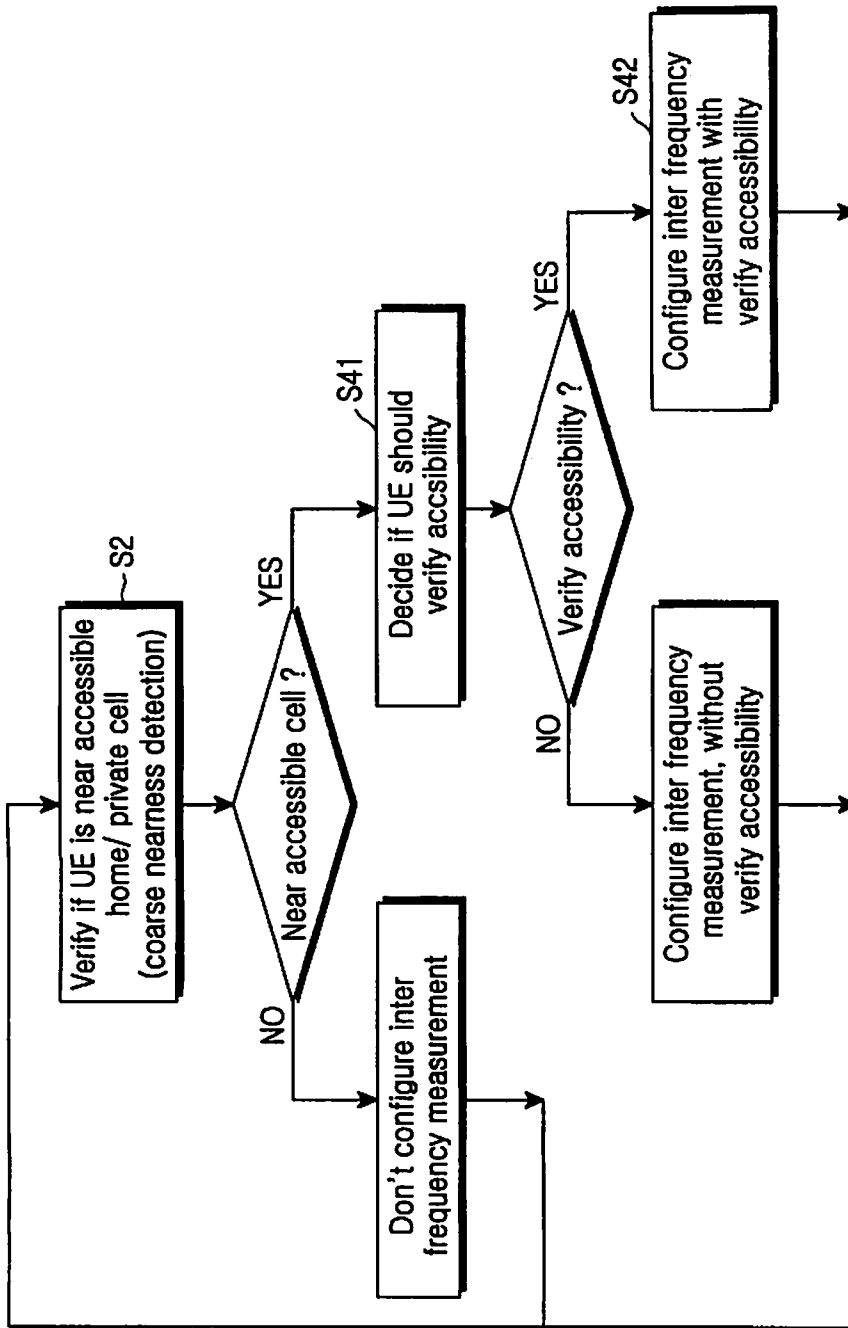 Verify if UE is near accessible
home/ private cell
(coarse nearness detection)
S2
Near accessible cell ?
NO
YES
Don't configure inter
frequency measurement
Decide if UE should
verify accsibility
S41
Verify accessibility ?
NO
YES
Configure inter frequency
measurement, without
verify accessibility
Configure inter frequency
measurement with
verify accessibility
S42